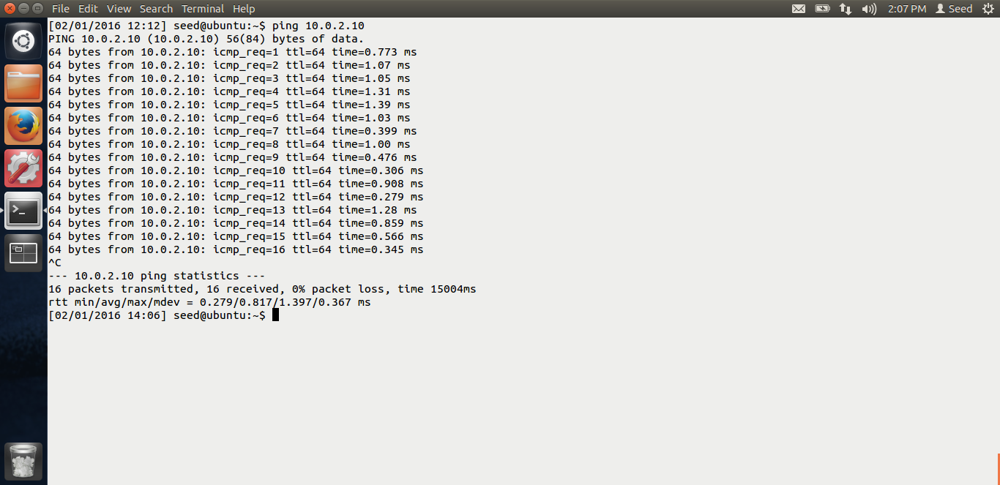 File Edit View Search Terminal Help 2:07 PM Seed
[02/01/2016 12:12] seed@ubuntu:~$ ping 10.0.2.10
PING 10.0.2.10 (10.0.2.10) 56(84) bytes of data.
64 bytes from 10.0.2.10: icmp_req=1 ttl=64 time=0.773 ms
64 bytes from 10.0.2.10: icmp_req=2 ttl=64 time=1.07 ms
64 bytes from 10.0.2.10: icmp_req=3 ttl=64 time=1.05 ms
64 bytes from 10.0.2.10: icmp_req=4 ttl=64 time=1.31 ms
64 bytes from 10.0.2.10: icmp_req=5 ttl=64 time=1.39 ms
64 bytes from 10.0.2.10: icmp_req=6 ttl=64 time=1.03 ms
64 bytes from 10.0.2.10: icmp_req=7 ttl=64 time=0.399 ms
64 bytes from 10.0.2.10: icmp_req=8 ttl=64 time=1.00 ms
64 bytes from 10.0.2.10: icmp_req=9 ttl=64 time=0.476 ms
64 bytes from 10.0.2.10: icmp_req=10 ttl=64 time=0.306 ms
64 bytes from 10.0.2.10: icmp_req=11 ttl=64 time=0.908 ms
64 bytes from 10.0.2.10: icmp_req=12 ttl=64 time=0.279 ms
64 bytes from 10.0.2.10: icmp_req=13 ttl=64 time=1.28 ms
64 bytes from 10.0.2.10: icmp_req=14 ttl=64 time=0.859 ms
64 bytes from 10.0.2.10: icmp_req=15 ttl=64 time=0.566 ms
64 bytes from 10.0.2.10: icmp_req=16 ttl=64 time=0.345 ms
^C
--- 10.0.2.10 ping statistics ---
16 packets transmitted, 16 received, 0% packet loss, time 15004ms
rtt min/avg/max/mdev = 0.279/0.817/1.397/0.367 ms
[02/01/2016 14:06] seed@ubuntu:~$